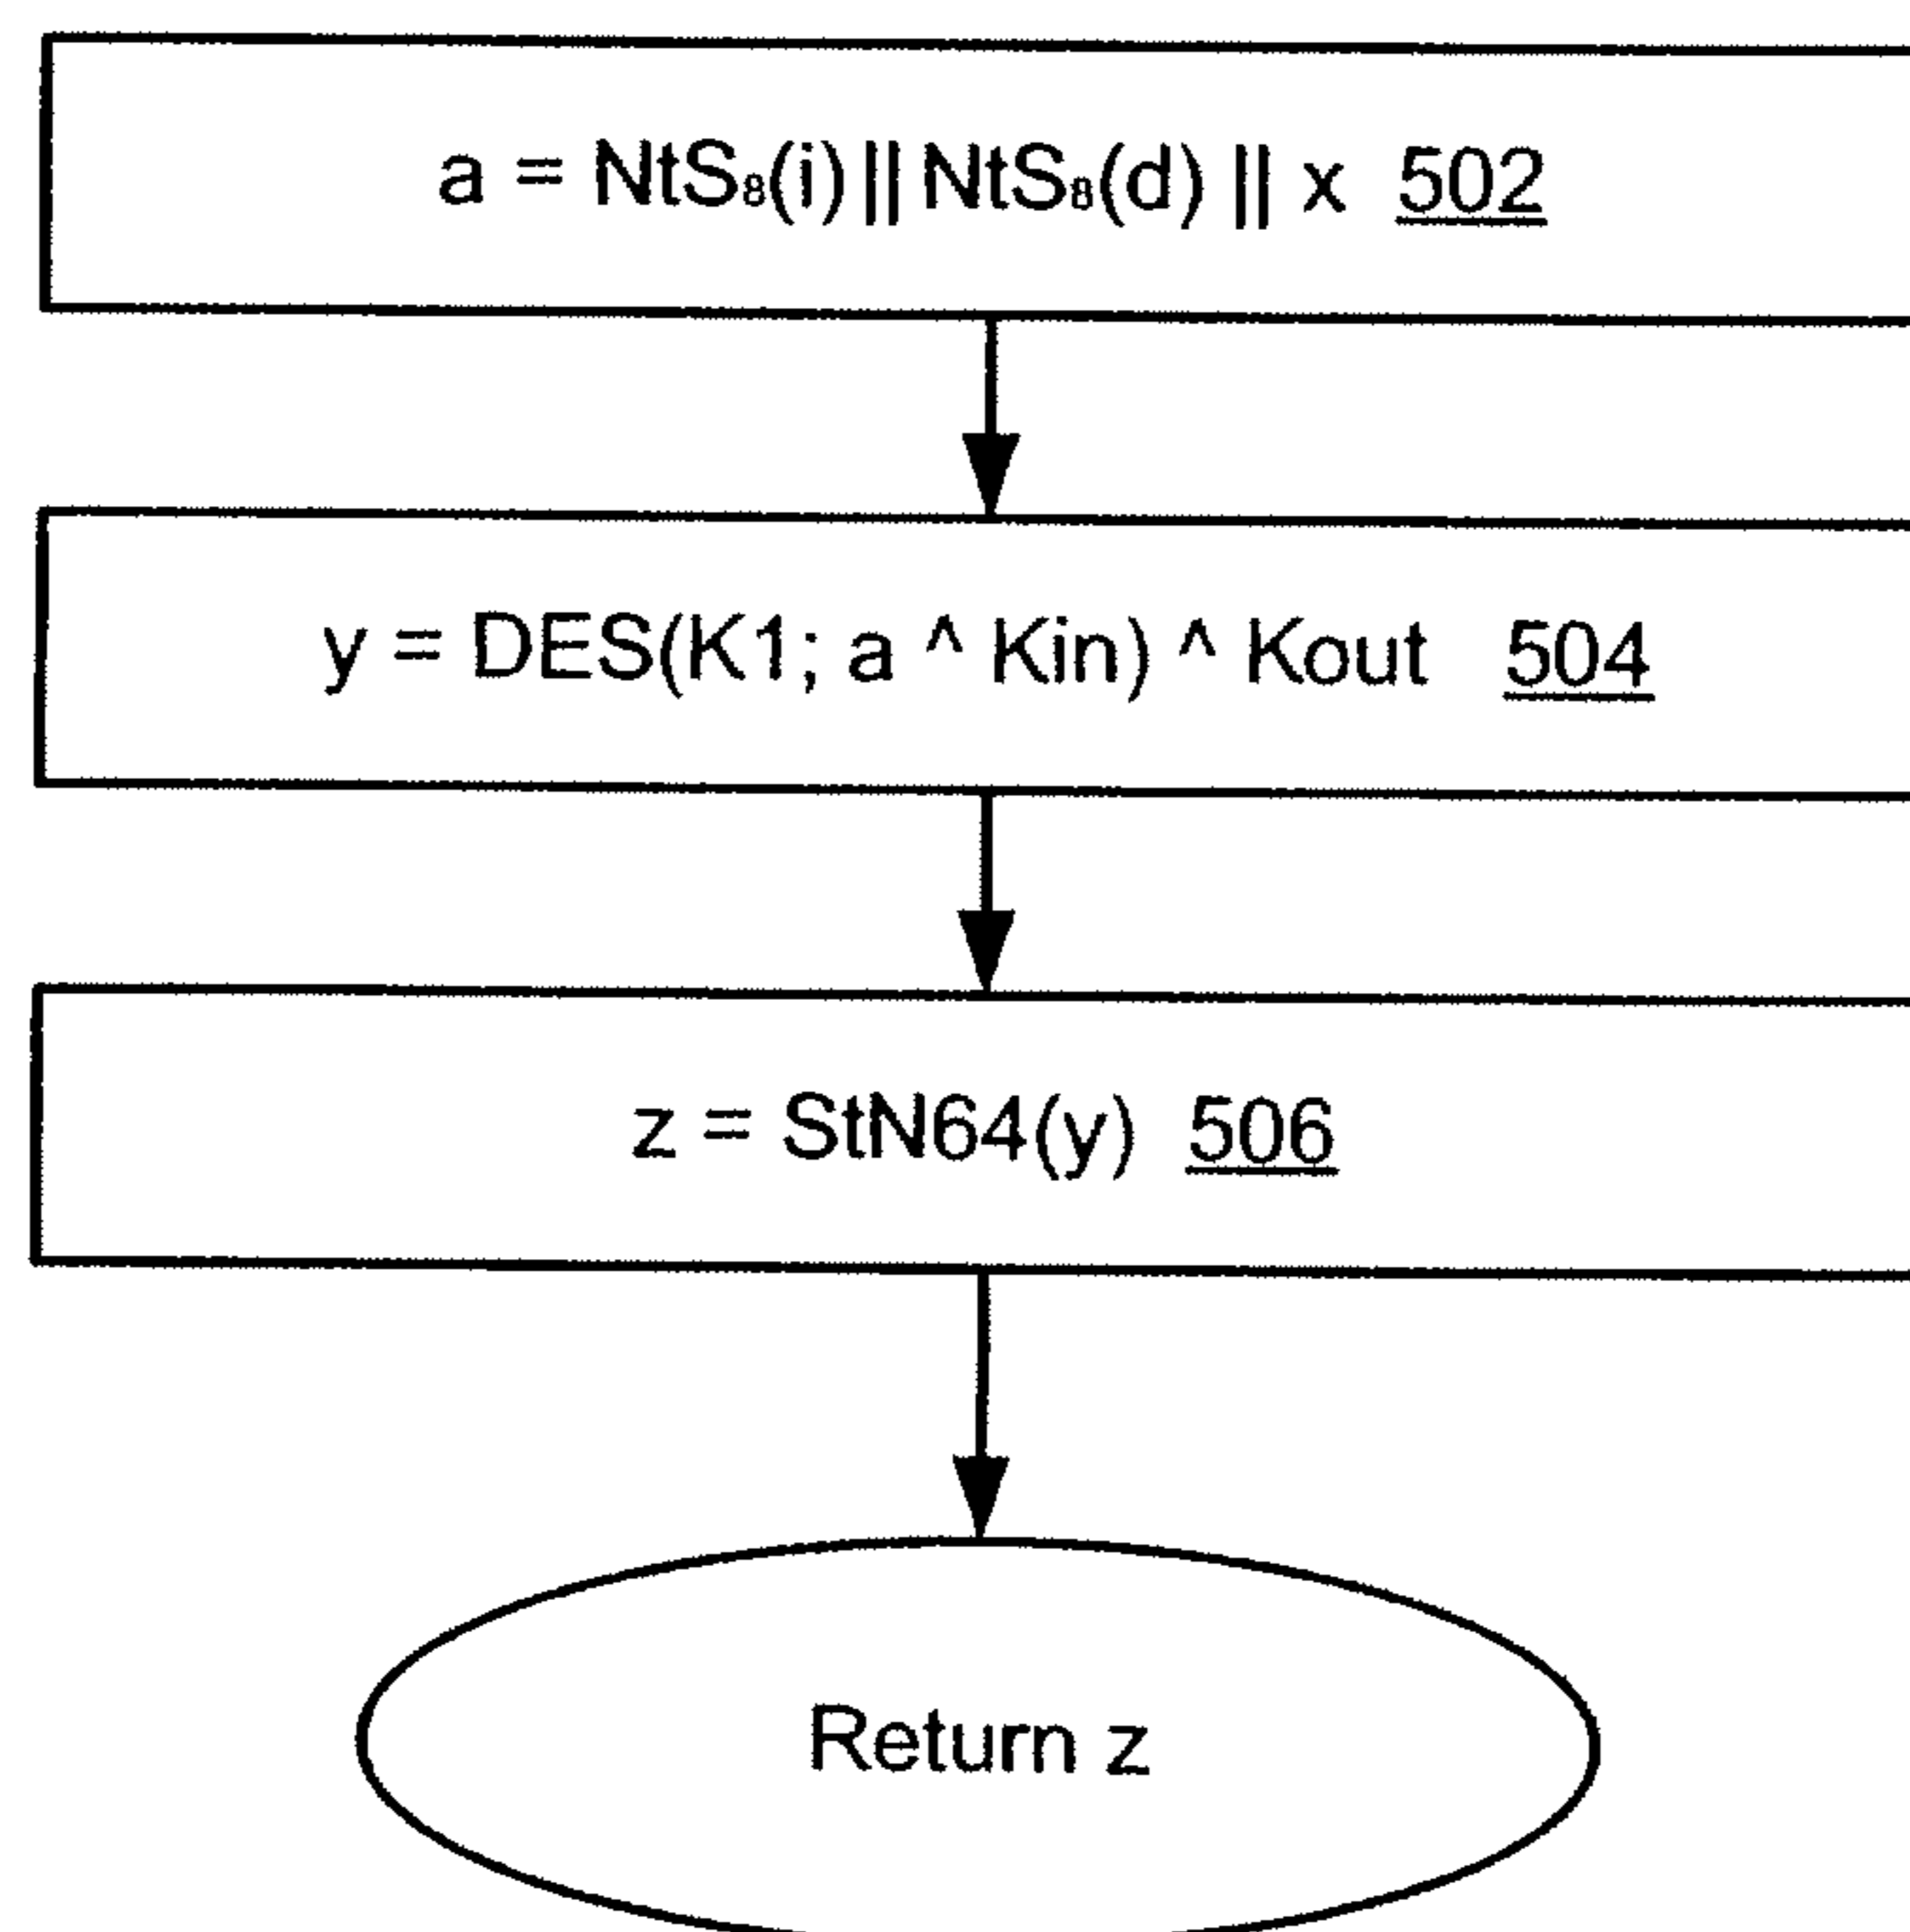 a = NtS₈(i) || NtS₈(d) || x 502
y = DES(K1; a ^ Kin) ^ Kout 504
z = StN64(y) 506
Return z